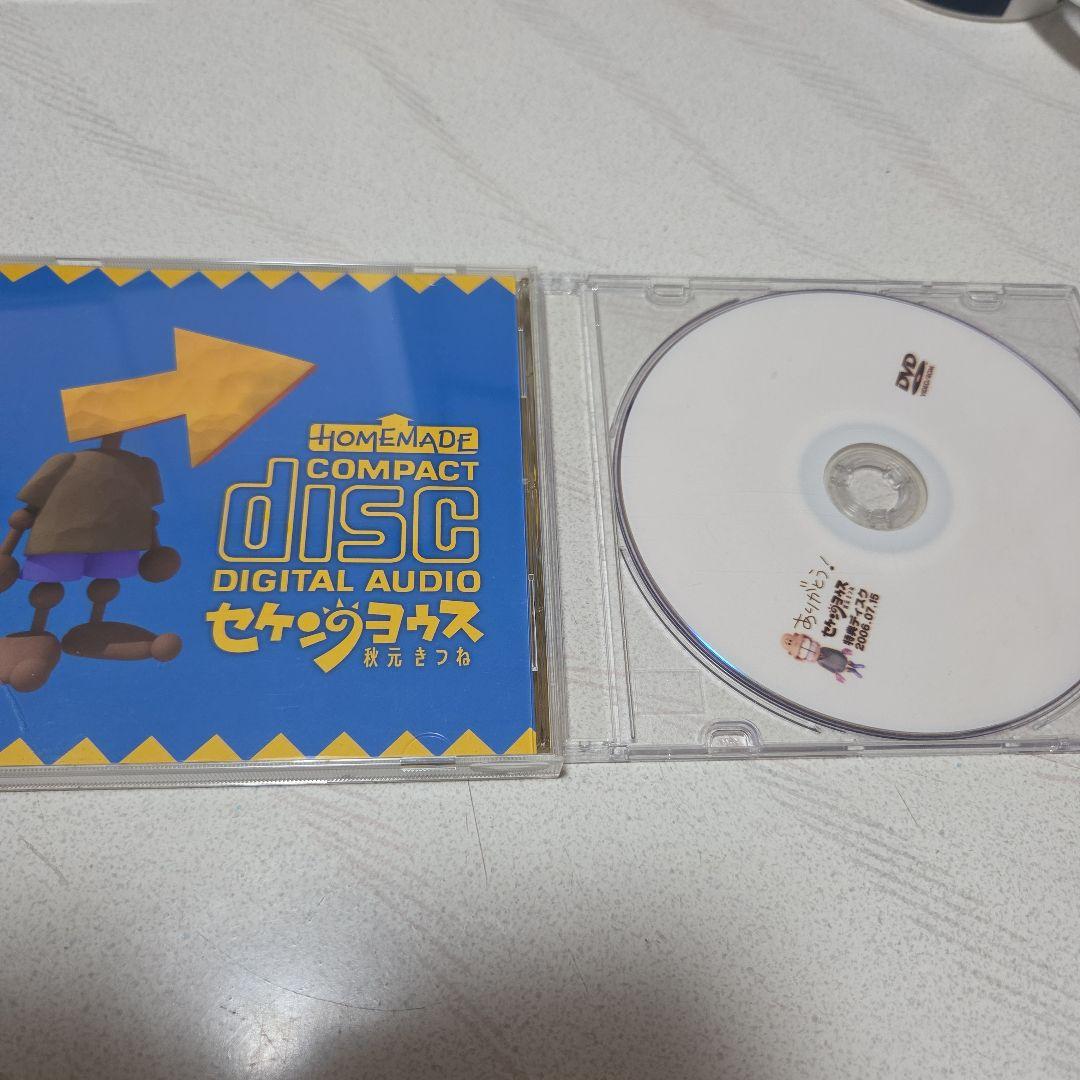 HOMEMADE
COMPACT
disc
DIGITAL AUDIO
セケンのヨウス
秋元きつね
DVD
ありがとう!
セケンのヨウス
特典ディスク
2006.07.15